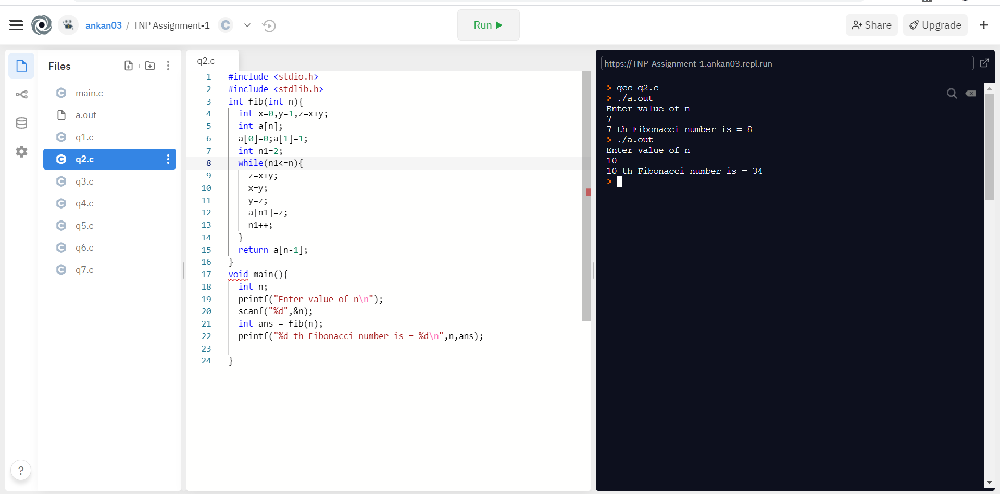 ankan03 / TNP Assignment-1 C
Run
Share
Upgrade
Files
main.c
a.out
q1.c
q2.c
q3.c
q4.c
q5.c
q6.c
q7.c
?
q2.c
1 #include <stdio.h>
2 #include <stdlib.h>
3 int fib(int n){
4 int x=0,y=1,z=x+y;
5 int a[n];
6 a[0]=0;a[1]=1;
7 int n1=2;
8 while(n1<=n){
9 z=x+y;
10 x=y;
11 y=z;
12 a[n1]=z;
13 n1++;
14 }
15 return a[n-1];
16 }
17 void main(){
18 int n;
19 printf("Enter value of n\n");
20 scanf("%d",&n);
21 int ans = fib(n);
22 printf("%d th Fibonacci number is = %d\n",n,ans);
23
24 }
https://TNP-Assignment-1.ankan03.repl.run
> gcc q2.c
> ./a.out
Enter value of n
7
7 th Fibonacci number is = 8
> ./a.out
Enter value of n
10
10 th Fibonacci number is = 34
>